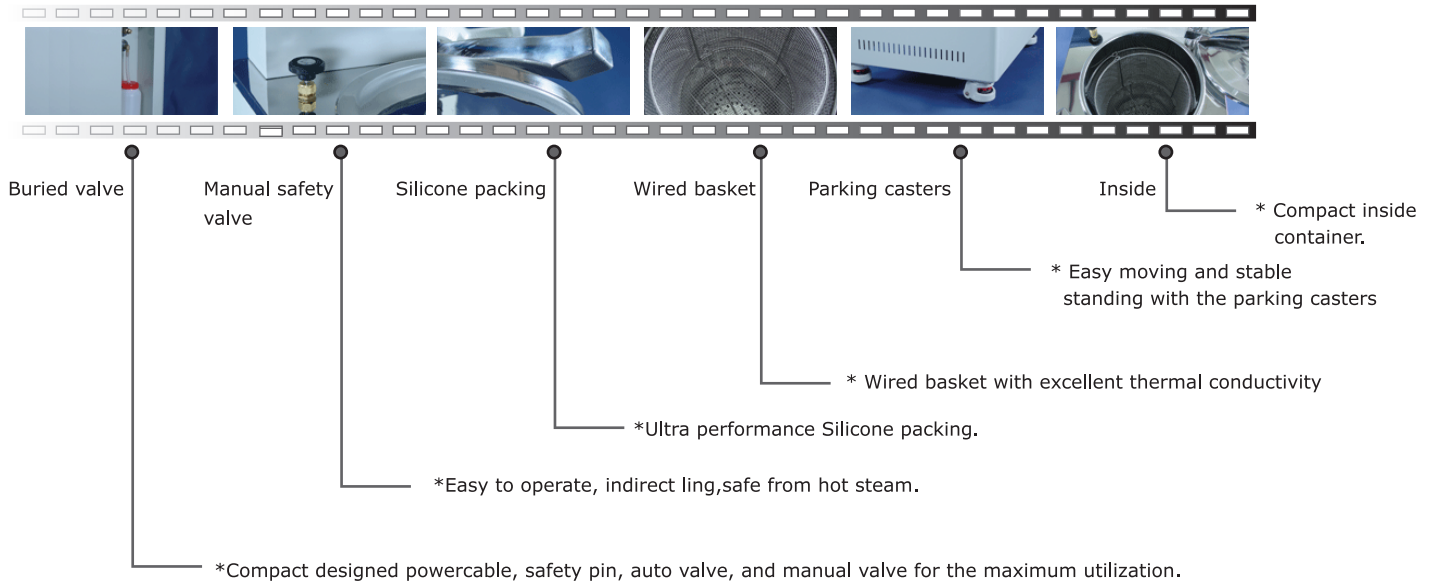 Buried valve
Manual safety
valve
Silicone packing
Wired basket
Parking casters
Inside
* Compact inside
container.
* Easy moving and stable
standing with the parking casters
* Wired basket with excellent thermal conductivity
*Ultra performance Silicone packing.
*Easy to operate, indirect ling,safe from hot steam.
*Compact designed powercable, safety pin, auto valve, and manual valve for the maximum utilization.